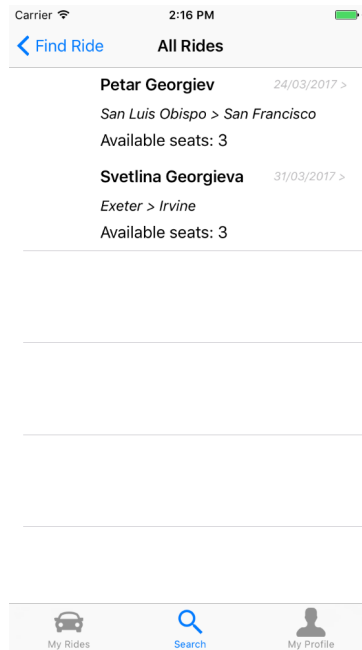 Carrier 2:16 PM
Find Ride All Rides
Petar Georgiev 24/03/2017 >
San Luis Obispo > San Francisco
Available seats: 3
Svetlina Georgieva 31/03/2017 >
Exeter > Irvine
Available seats: 3
My Rides Search My Profile